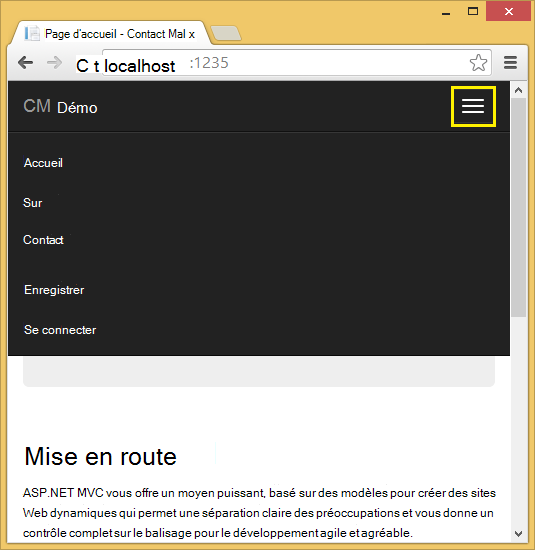 Page d'accueil - Contact Mal x
C t localhost :1235
CM Démo
Accueil
Sur
Contact
Enregistrer
Se connecter
Mise en route
ASP.NET MVC vous offre un moyen puissant, basé sur des modèles pour créer des sites
Web dynamiques qui permet une séparation claire des préoccupations et vous donne un
contrôle complet sur le balisage pour le développement agile et agréable.